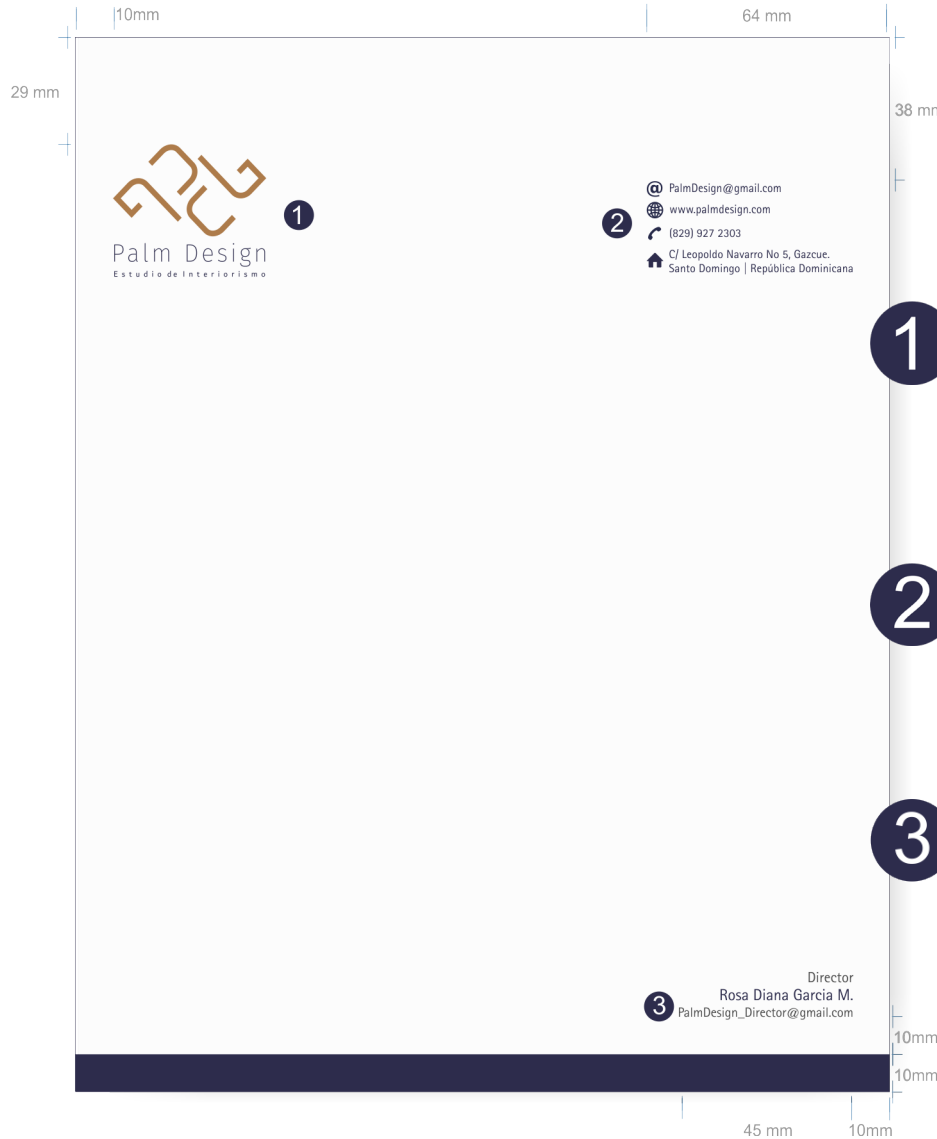 10mm
64 mm
29 mm
38 mm
PalmDesign@gmail.com
www.palmdesign.com
1
2
(829) 927 2303
Palm Design
C/ Leopoldo Navarro No 5, Gazcue.
Santo Domingo | República Dominicana
Estudio de Interiorismo
1
2
3
Director
Rosa Diana Garcia M.
3
PalmDesign_Director@gmail.com
10mm
10mm
45 mm
10mm